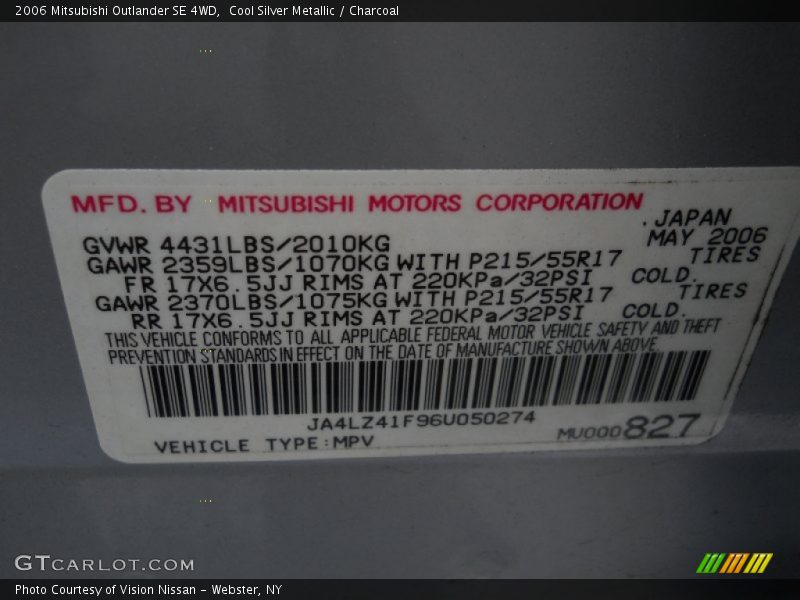 2006 Mitsubishi Outlander SE 4WD,  Cool Silver Metallic / Charcoal
MFD. BY MITSUBISHI MOTORS CORPORATION
.JAPAN
GVWR 4431LBS/2010KG MAY 2006
GAWR 2359LBS/1070KG WITH P215/55R17 TIRES
FR 17X6.5JJ RIMS AT 220KPa/32PSI COLD.
GAWR 2370LBS/1075KG WITH P215/55R17 TIRES
RR 17X6.5JJ RIMS AT 220KPa/32PSI COLD.
THIS VEHICLE CONFORMS TO ALL APPLICABLE FEDERAL MOTOR VEHICLE SAFETY AND THEFT
PREVENTION STANDARDS IN EFFECT ON THE DATE OF MANUFACTURE SHOWN ABOVE.
JA4LZ41F96U050274
VEHICLE TYPE:MPV MU000827
GTCARLOT.COM
Photo Courtesy of Vision Nissan - Webster, NY